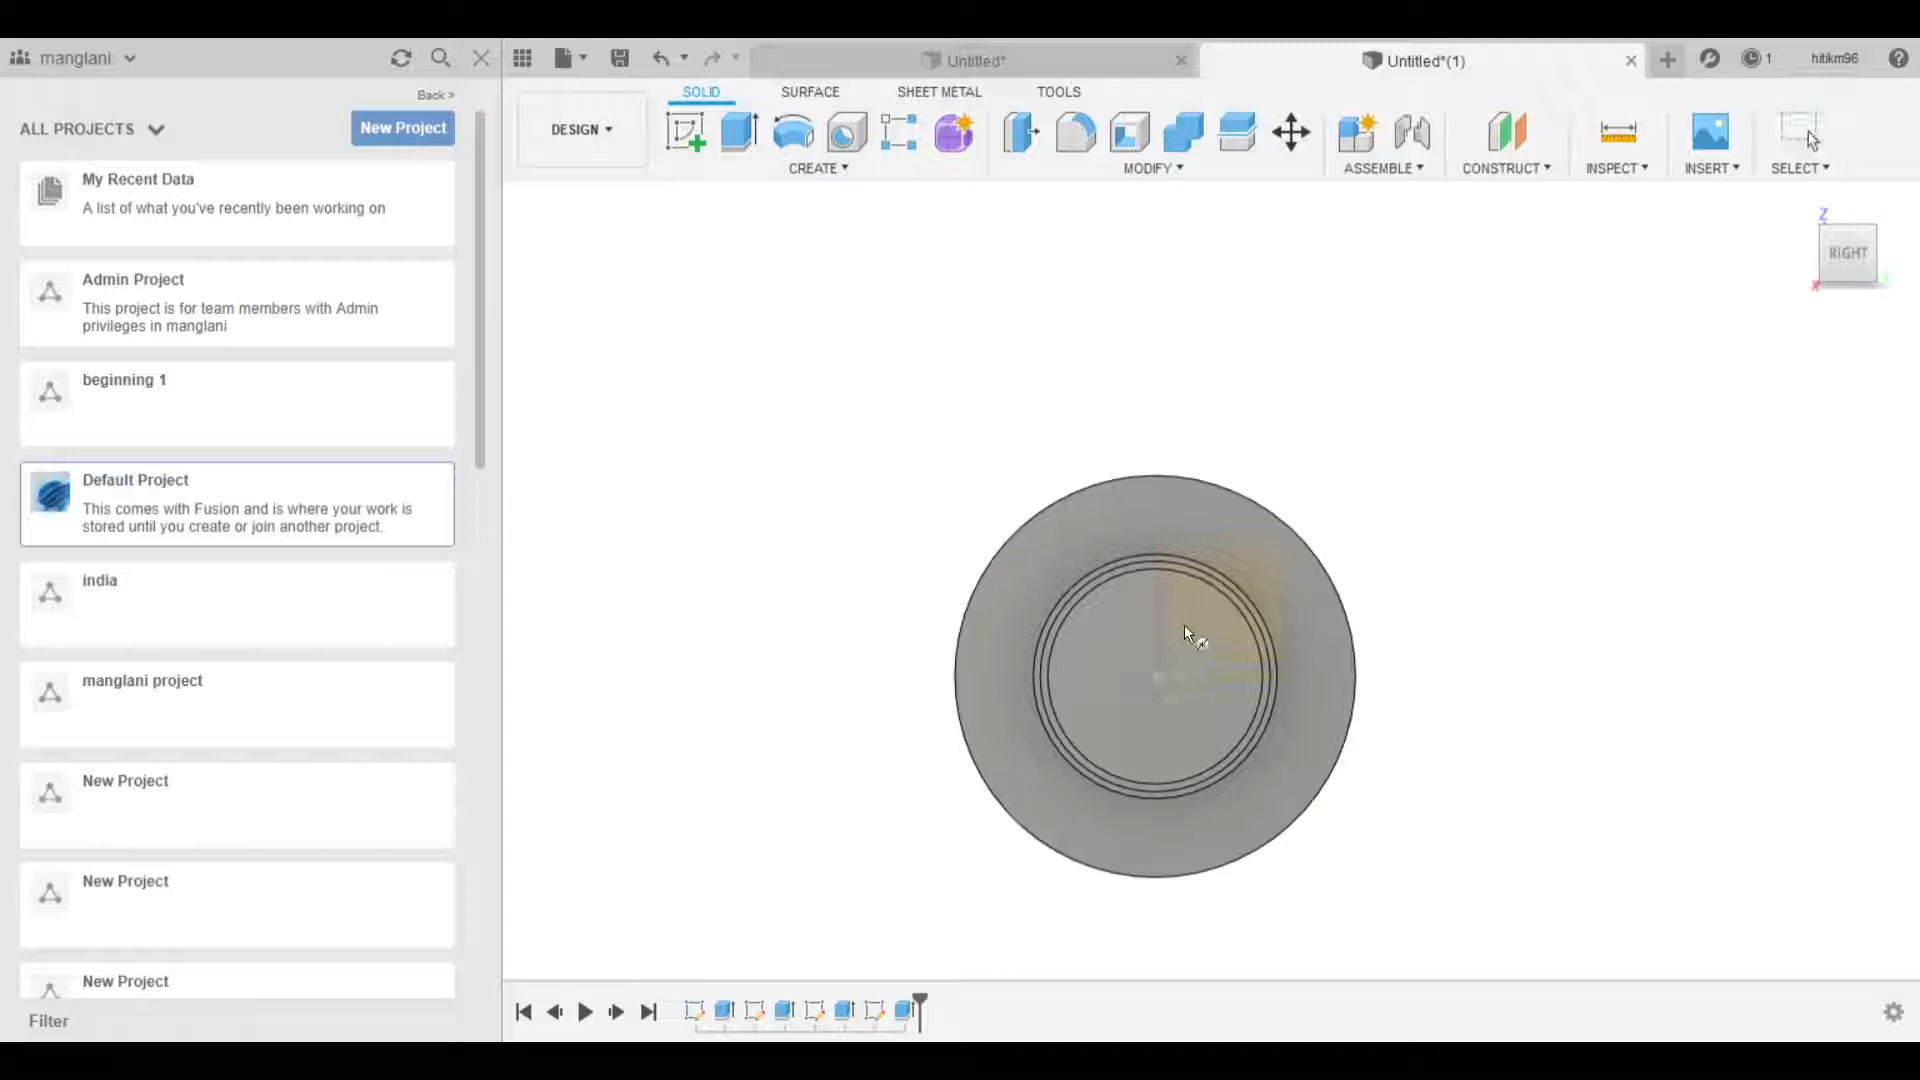 manglani
Untitled*
Untitled*(1)
1
hitikm96
Back >
ALL PROJECTS
New Project
SOLID
SURFACE
SHEET METAL
TOOLS
DESIGN
CREATE
MODIFY
ASSEMBLE
CONSTRUCT
INSPECT
INSERT
SELECT
My Recent Data
A list of what you've recently been working on
Admin Project
This project is for team members with Admin
privileges in manglani
beginning 1
Default Project
This comes with Fusion and is where your work is
stored until you create or join another project.
india
manglani project
New Project
New Project
New Project
Filter
Z
RIGHT
X